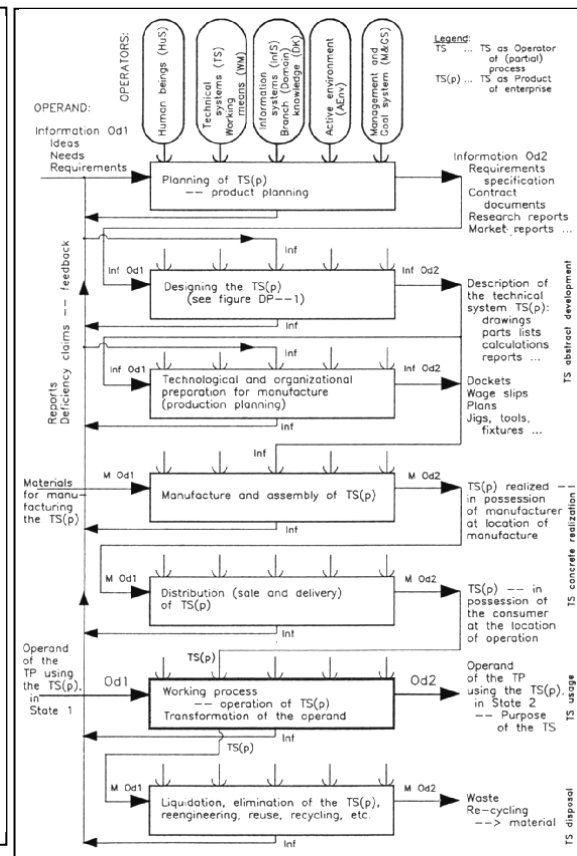 OPERATORS:
Human beings (HuS)
Technical
systems (TS)
Working
means (WM)
Information
systems (InfS)
Branch (Domain)
knowledge (DK)
Active environment
(AEnv)
Management and
Goal system (M&CS)
Legend:
TS ... TS as Operator
of (partial)
process
TS(p) ... TS as Product
of enterprise
OPERAND:
Information Od1
Ideas
Needs
Requirements
Planning of TS(p)
-- product planning
Information Od2
Requirements
specification
Contract
documents
Research reports
Market reports ...
Inf
Inf Od1
Designing the TS(p)
(see figure DP--1)
Inf Od2
Inf
Description of
the technical
system TS(p):
drawings
parts lists
calculations
reports ...
Inf
Inf Od1
Technological and organizational
preparation for manufacture
(production planning)
Inf Od2
Inf
Dockets
Wage slips
Plans
Jigs, tools,
fixtures ...
TS abstract development
Reports
Deficiency claims -- feedback
Inf
Materials
for manu-
facturing
the TS(p)
M Od1
Manufacture and assembly of TS(p)
M Od2
Inf
TS(p) realized --
in possession
of manufacturer
at location of
manufacture
M Od1
Distribution (sale and delivery)
of TS(p)
M Od2
Inf
TS(p) -- in
possession of
the consumer
at the location
of operation
TS concrete realization
TS(p)
Operand
of the
TP using
the TS(p),
in
State 1
Od1
Working process
-- operation of TS(p)
Transformation of the operand
Od2
Inf
TS(p)
Operand
of the TP
using the TS(p),
in State 2
-- Purpose
of the TS
TS usage
M Od1
Liquidation, elimination of the TS(p),
reengineering, reuse, recycling, etc.
M Od2
Inf
Waste
Re-cycling
--> material
TS disposal